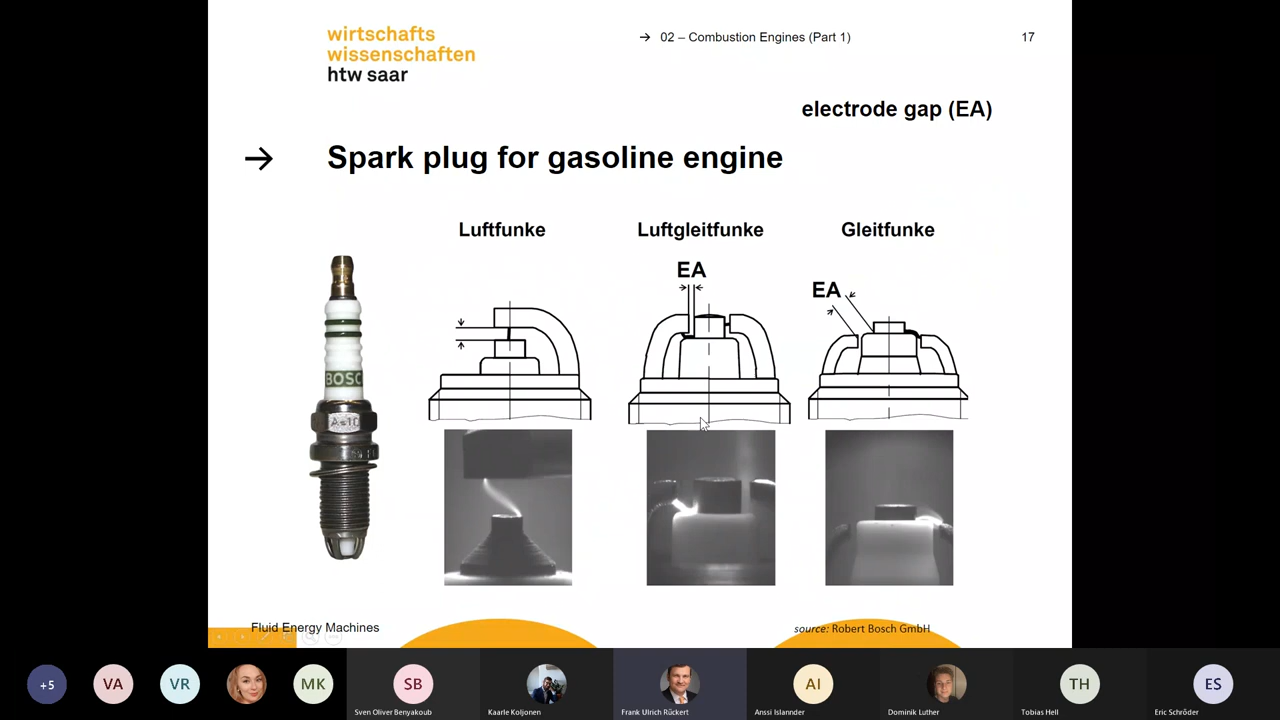 wirtschafts
wissenschaften
htw saar
→ 02 – Combustion Engines (Part 1)
17
electrode gap (EA)
→ Spark plug for gasoline engine
Luftfunke
Luftgleitfunke
Gleitfunke
EA
EA
BOSC
Fluid Energy Machines
source: Robert Bosch GmbH
+5
VA
VR
MK
SB
AI
TH
ES
Sven Oliver Benyakoub
Kaarle Koljonen
Frank Ulrich Rückert
Anssi Islannder
Dominik Luther
Tobias Hell
Eric Schröder